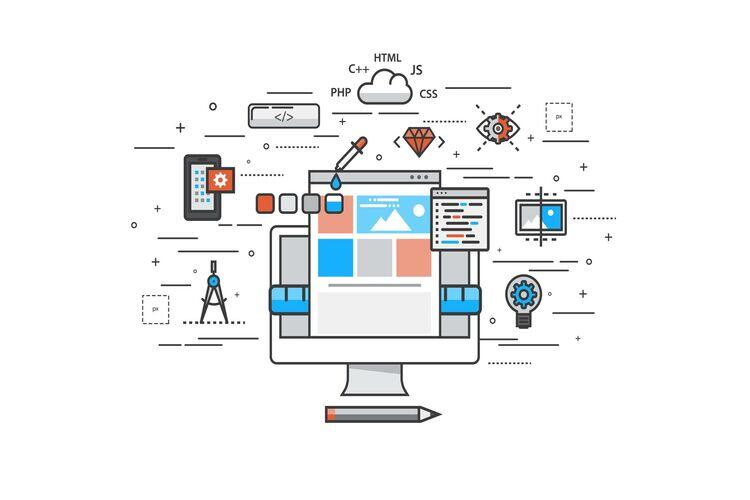 HTML
C++
JS
PHP
CSS
</>
px
px